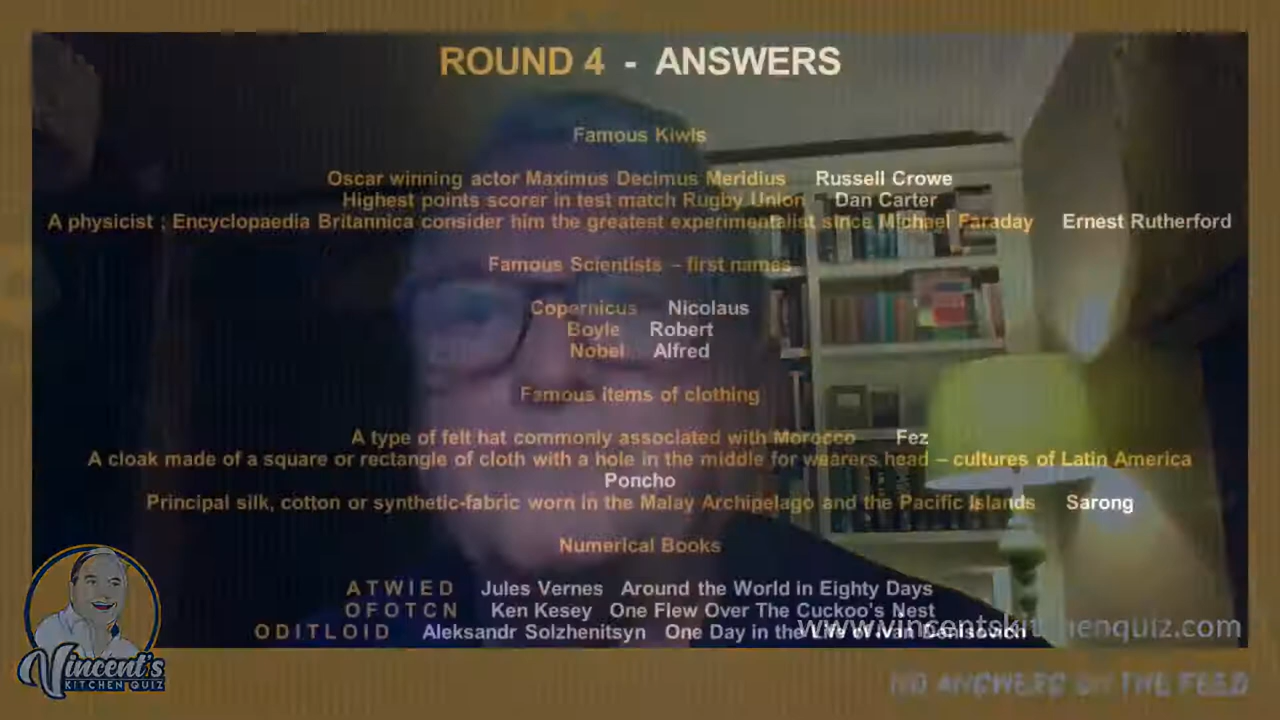 ROUND 4 - ANSWERS
Famous Kiwis
Oscar winning actor Maximus Decimus Meridius Russell Crowe
Highest points scorer in test match Rugby Union Dan Carter
A physicist : Encyclopaedia Britannica consider him the greatest experimentalist since Michael Faraday Ernest Rutherford
Famous Scientists – first names
Copernicus Nicolaus
Boyle Robert
Nobel Alfred
Famous items of clothing
A type of felt hat commonly associated with Morocco Fez
A cloak made of a square or rectangle of cloth with a hole in the middle for wearers head – cultures of Latin America
Poncho
Principal silk, cotton or synthetic-fabric worn in the Malay Archipelago and the Pacific Islands Sarong
Numerical Books
A T W I E D Jules Vernes Around the World in Eighty Days
O F O T C N Ken Kesey One Flew Over The Cuckoo's Nest
O D I T L O I D Aleksandr Solzhenitsyn One Day in the Life of Ivan Denisovich
www.vincentskitchenquiz.com
Vincent's
KITCHEN QUIZ
NO ANSWERS ON THE FEED